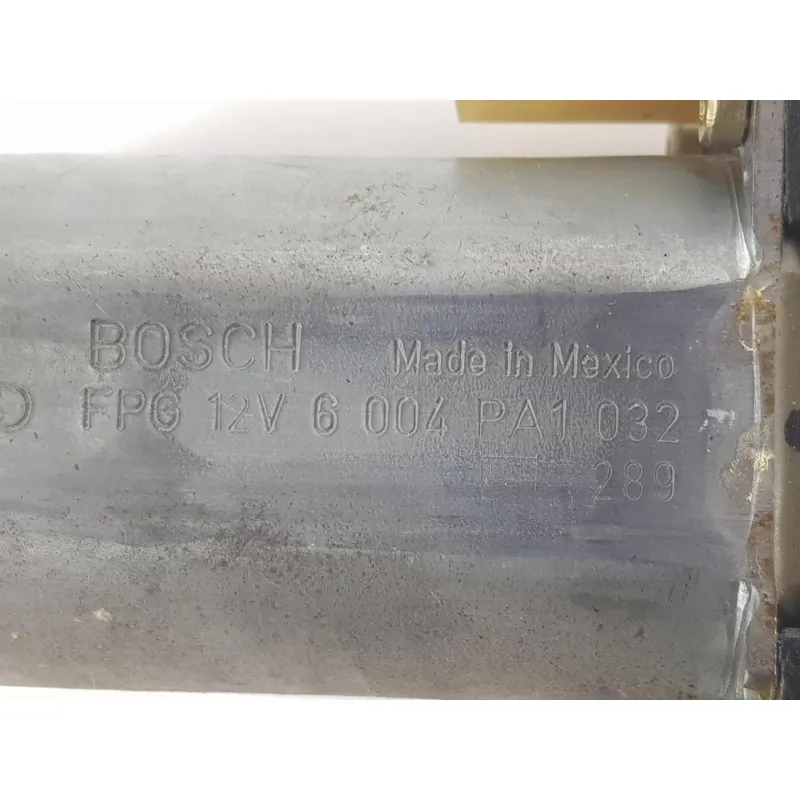 BOSCH Made in Mexico
FPG 12V 6 004 PA1 032
289